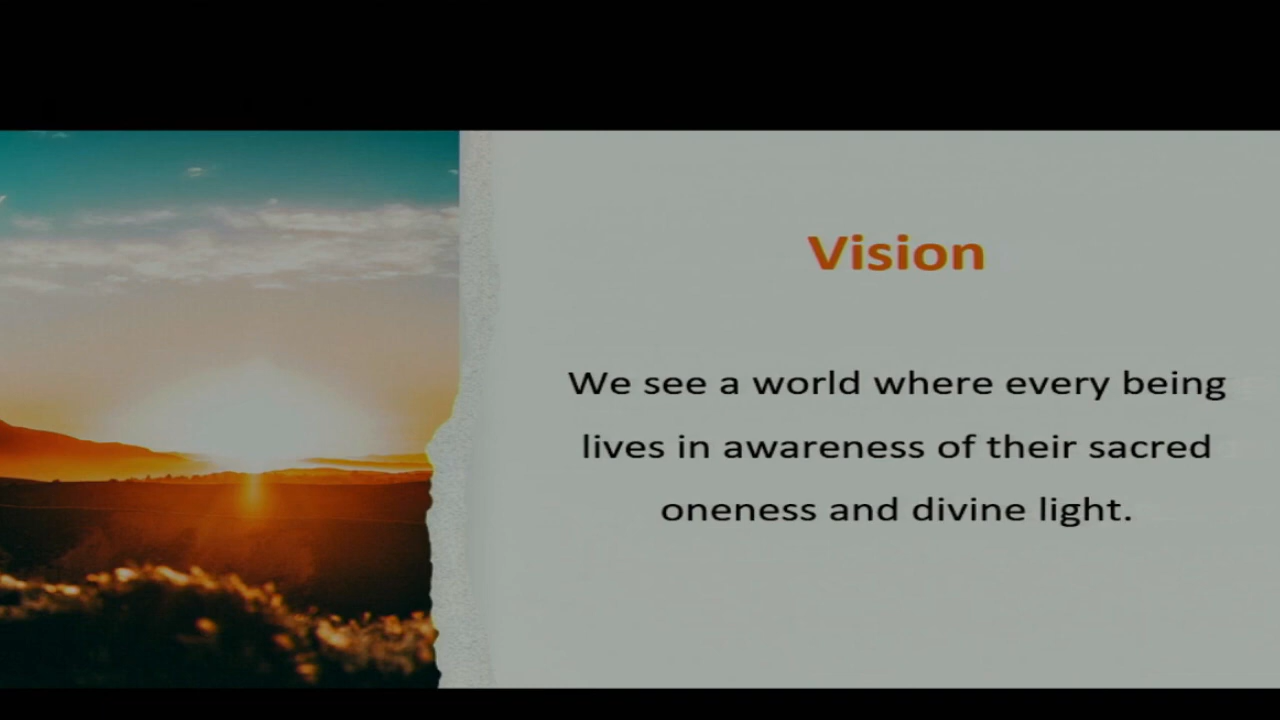 Vision
We see a world where every being
lives in awareness of their sacred
oneness and divine light.